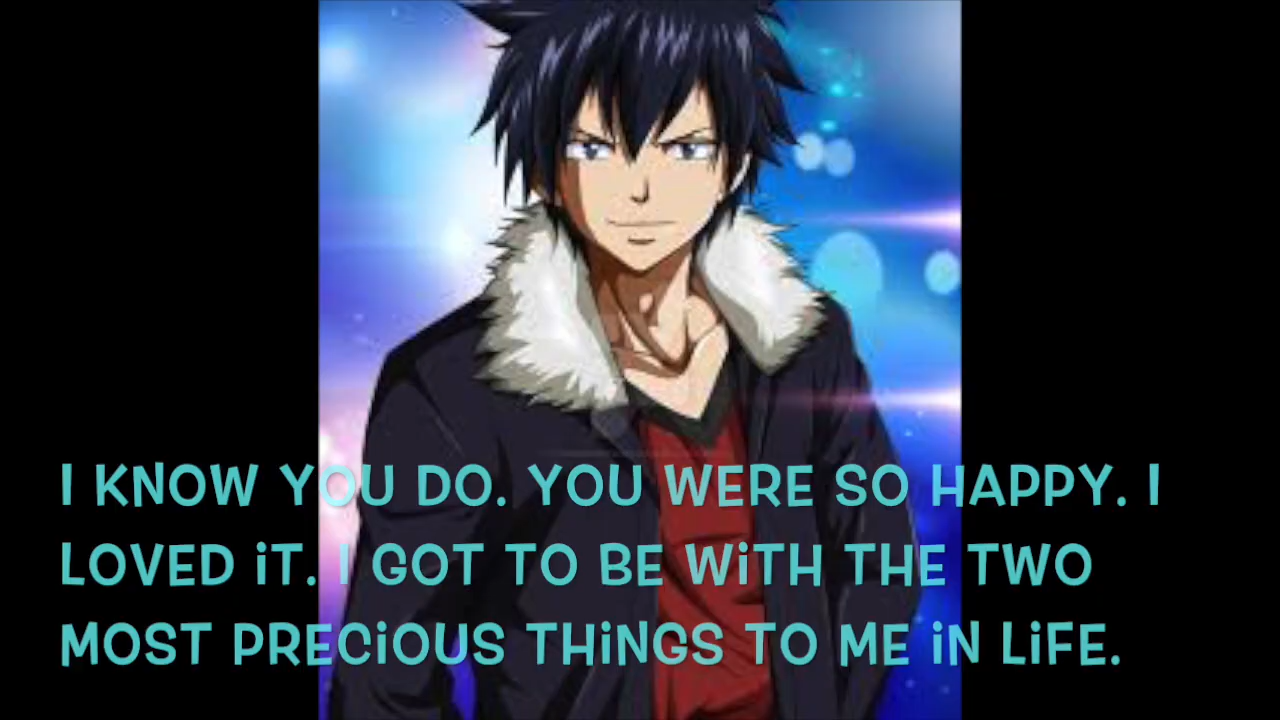 I KNOW YOU DO. YOU WERE SO HAPPY. I
LOVED iT. I GOT TO BE WiTH THE TWO
MOST PRECiOUS THiNGS TO ME iN LiFE.